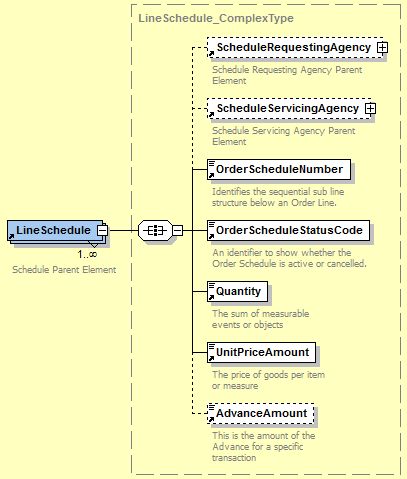 LineSchedule_ComplexType
ScheduleRequestingAgency
Schedule Requesting Agency Parent
Element
ScheduleServicingAgency
Schedule Servicing Agency Parent
Element
OrderScheduleNumber
Identifies the sequential sub line
structure below an Order Line.
LineSchedule
1..∞
Schedule Parent Element
OrderScheduleStatusCode
An identifier to show whether the
Order Schedule is active or cancelled.
Quantity
The sum of measurable
events or objects
UnitPriceAmount
The price of goods per item
or measure
AdvanceAmount
This is the amount of the
Advance for a specific
transaction